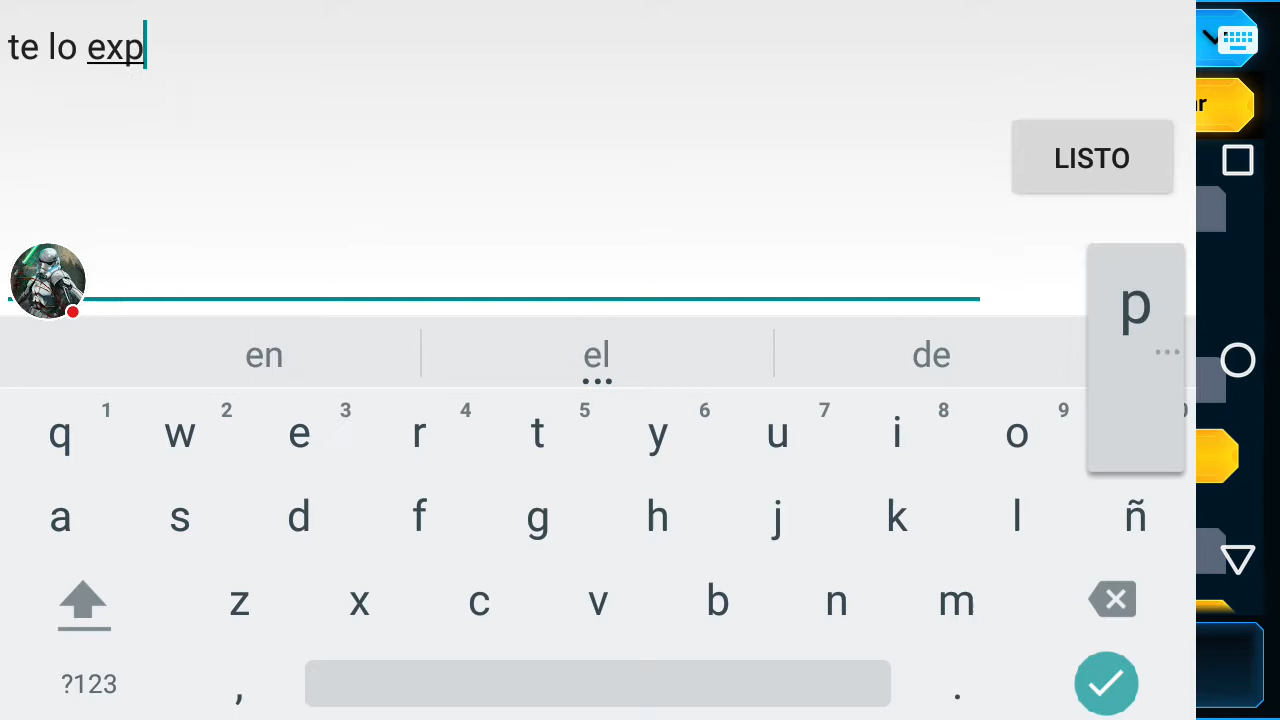 te lo exp
LISTO
p
en el de
1 2 3 4 5 6 7 8 9
q w e r t y u i o
a s d f g h j k l ñ
z x c v b n m
?123 , .